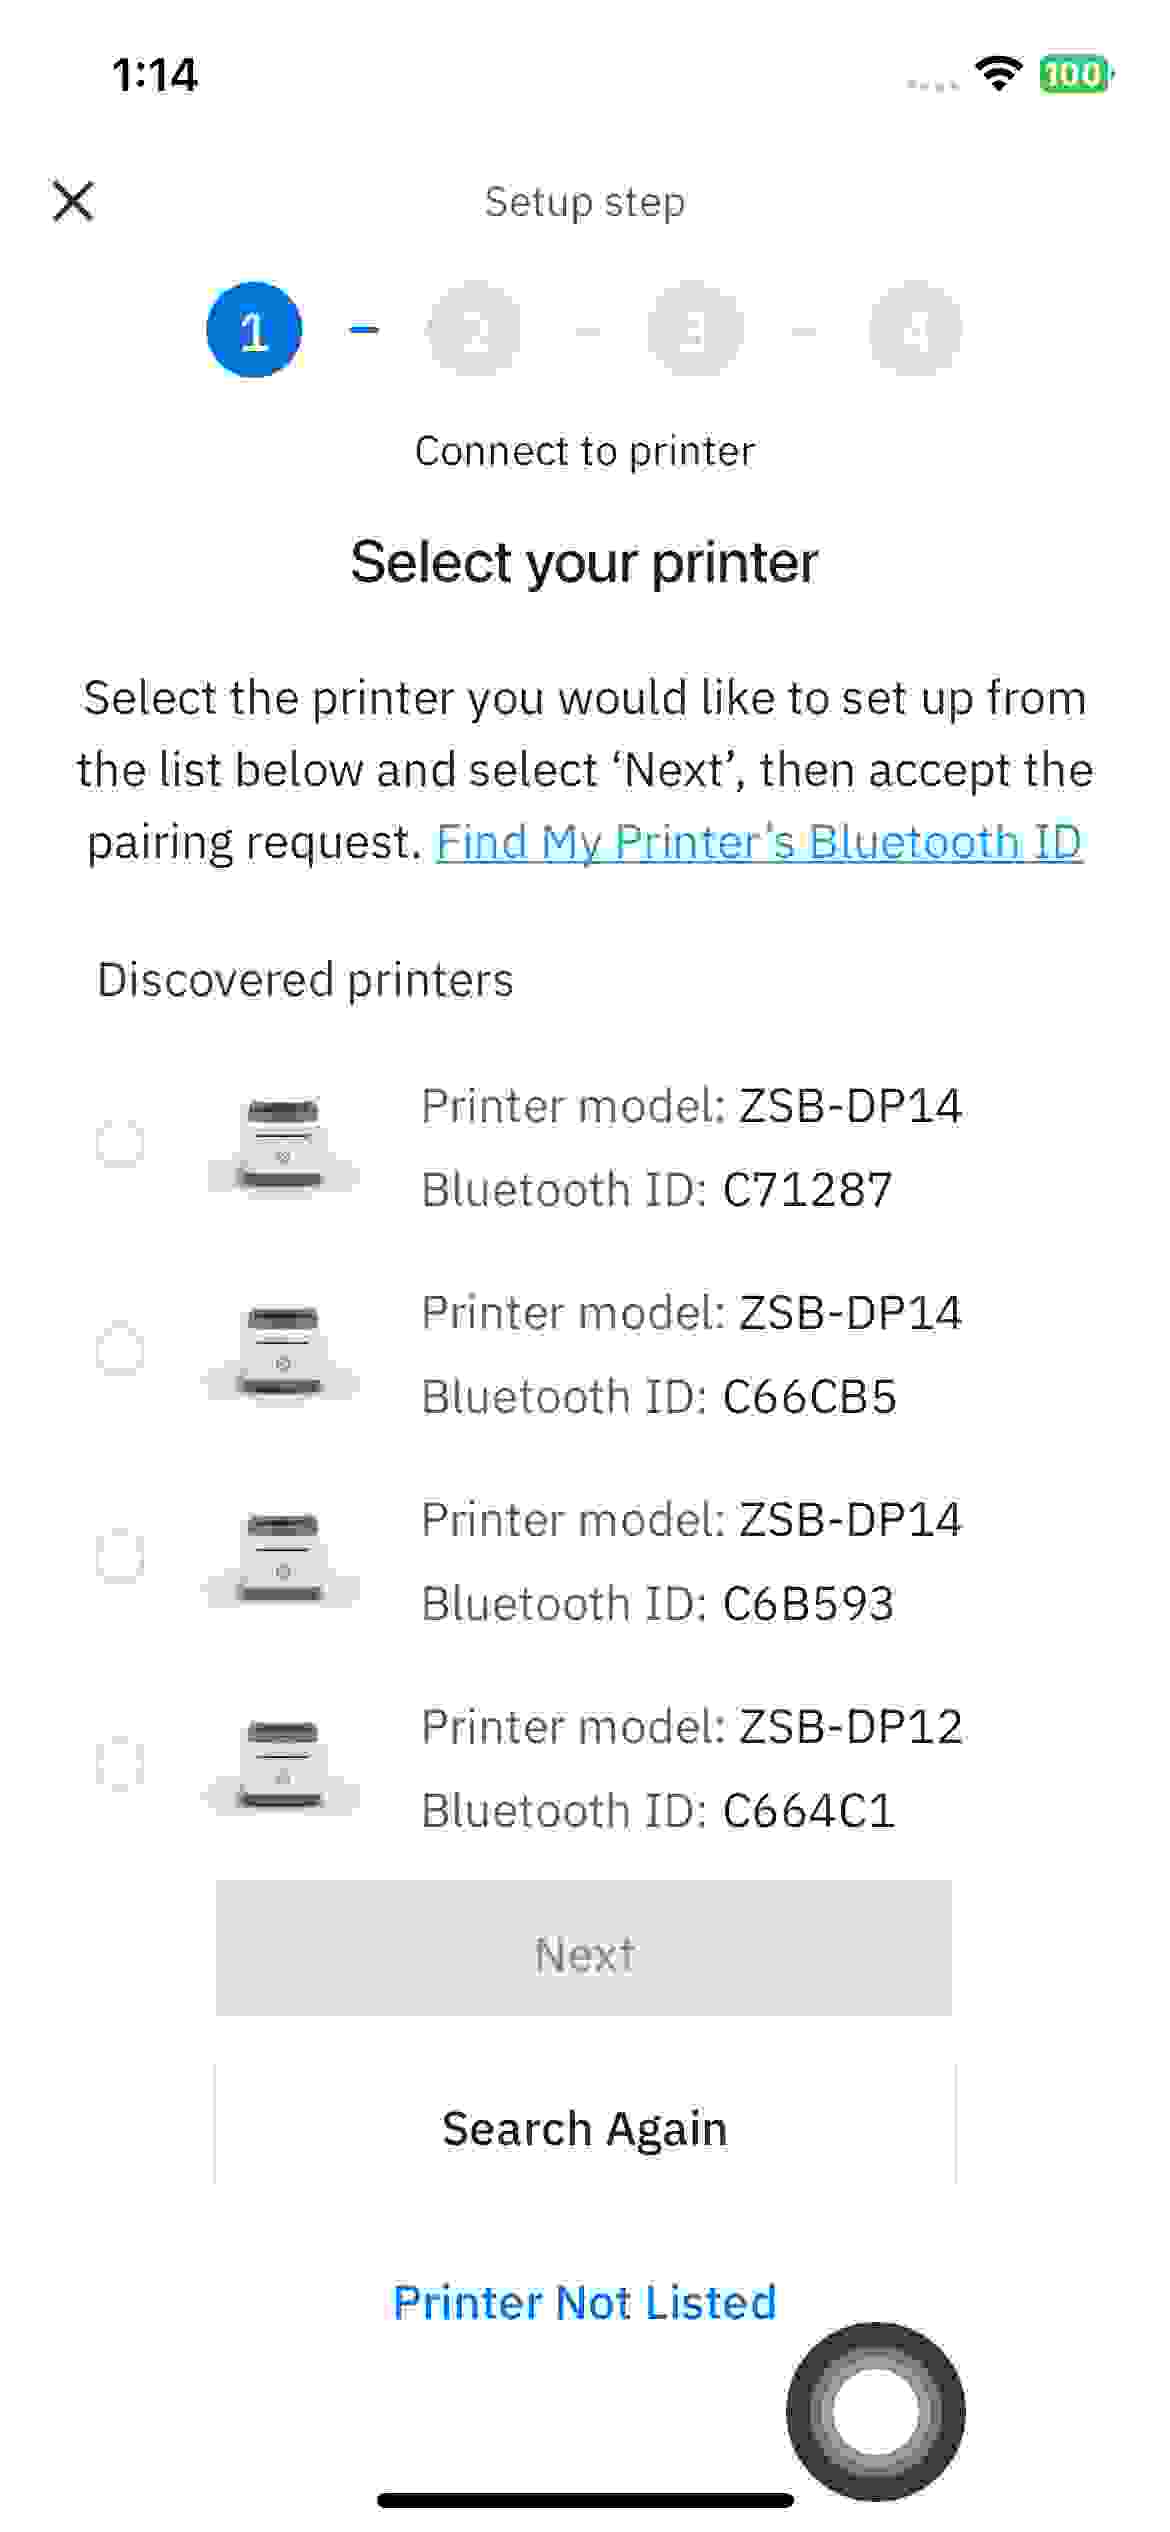 1:14
100
Setup step
1 2 3 4
Connect to printer
Select your printer
Select the printer you would like to set up from
the list below and select ‘Next’, then accept the
pairing request. Find My Printer's Bluetooth ID
Discovered printers
Printer model: ZSB-DP14
Bluetooth ID: C71287
Printer model: ZSB-DP14
Bluetooth ID: C66CB5
Printer model: ZSB-DP14
Bluetooth ID: C6B593
Printer model: ZSB-DP12
Bluetooth ID: C664C1
Next
Search Again
Printer Not Listed